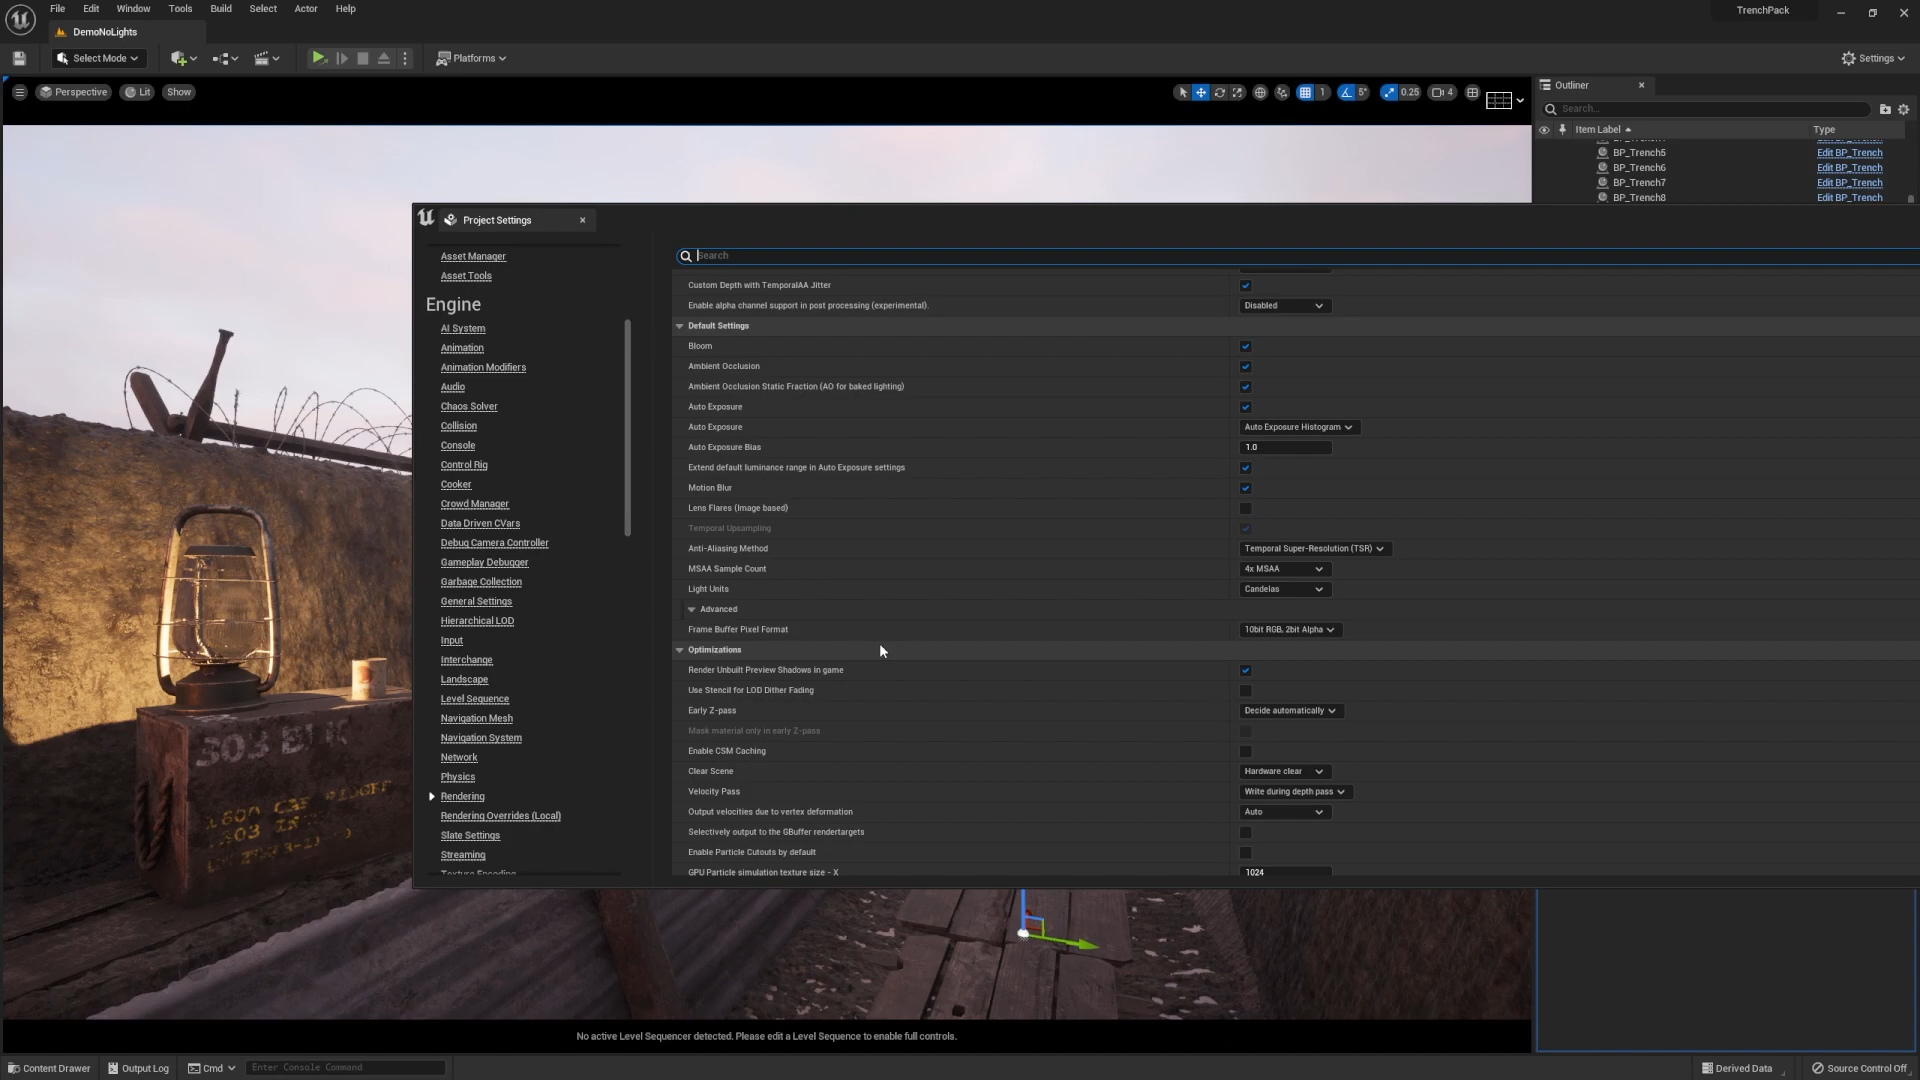 File Edit Window Tools Build Select Actor Help
TrenchPack
DemoNoLights
Select Mode
Platforms
Settings
Perspective Lit Show
1 5° 0.25 4
Outliner
Search...
Item Label Type
BP_Trench5 Edit BP_Trench
BP_Trench6 Edit BP_Trench
BP_Trench7 Edit BP_Trench
BP_Trench8 Edit BP_Trench
Project Settings
Asset Manager
Asset Tools
Engine
AI System
Animation
Animation Modifiers
Audio
Chaos Solver
Collision
Console
Control Rig
Cooker
Crowd Manager
Data Driven CVars
Debug Camera Controller
Gameplay Debugger
Garbage Collection
General Settings
Hierarchical LOD
Input
Interchange
Landscape
Level Sequence
Navigation Mesh
Navigation System
Network
Physics
Rendering
Rendering Overrides (Local)
Slate Settings
Streaming
Texture Encoding
Search
Custom Depth with TemporalAA Jitter
Enable alpha channel support in post processing (experimental). Disabled
Default Settings
Bloom
Ambient Occlusion
Ambient Occlusion Static Fraction (AO for baked lighting)
Auto Exposure
Auto Exposure Auto Exposure Histogram
Auto Exposure Bias 1.0
Extend default luminance range in Auto Exposure settings
Motion Blur
Lens Flares (Image based)
Temporal Upsampling
Anti-Aliasing Method Temporal Super-Resolution (TSR)
MSAA Sample Count 4x MSAA
Light Units Candelas
Advanced
Frame Buffer Pixel Format 10bit RGB, 2bit Alpha
Optimizations
Render Unbuilt Preview Shadows in game
Use Stencil for LOD Dither Fading
Early Z-pass Decide automatically
Mask material only in early Z-pass
Enable CSM Caching
Clear Scene Hardware clear
Velocity Pass Write during depth pass
Output velocities due to vertex deformation Auto
Selectively output to the GBuffer rendertargets
Enable Particle Cutouts by default
GPU Particle simulation texture size - X 1024
303
No active Level Sequencer detected. Please edit a Level Sequence to enable full controls.
Content Drawer Output Log Cmd Enter Console Command
Derived Data Source Control Off